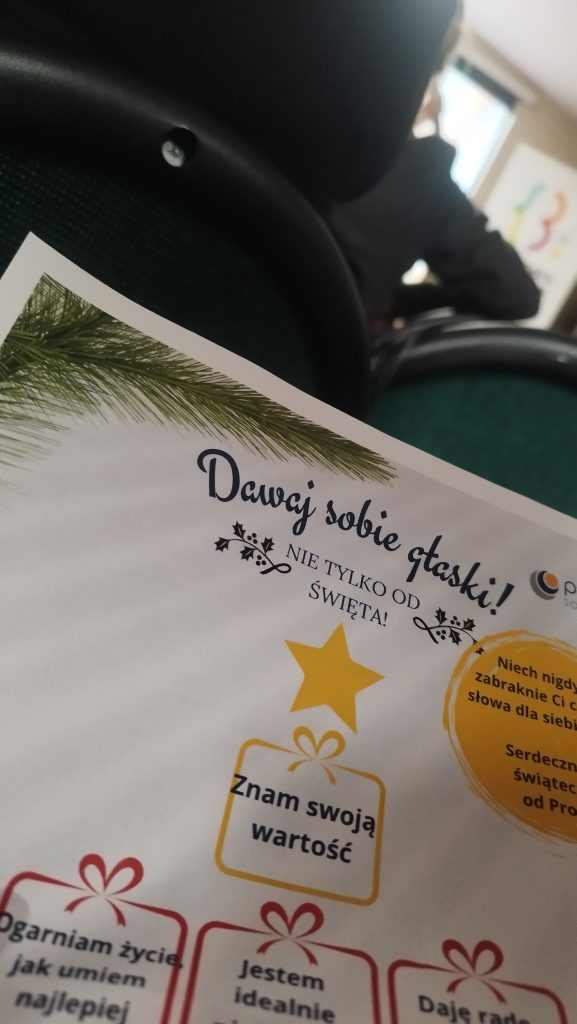 Dawaj sobie głaski!
NIE TYLKO OD
ŚWIĘTA!
Niech nigdy
zabraknie Ci
słowa dla
Serdeczn
świątec
od Pro
Znam swoją
wartość
Ogarniam życie,
jak umiem
najlepiej
Jestem
idealnie
Daję radę